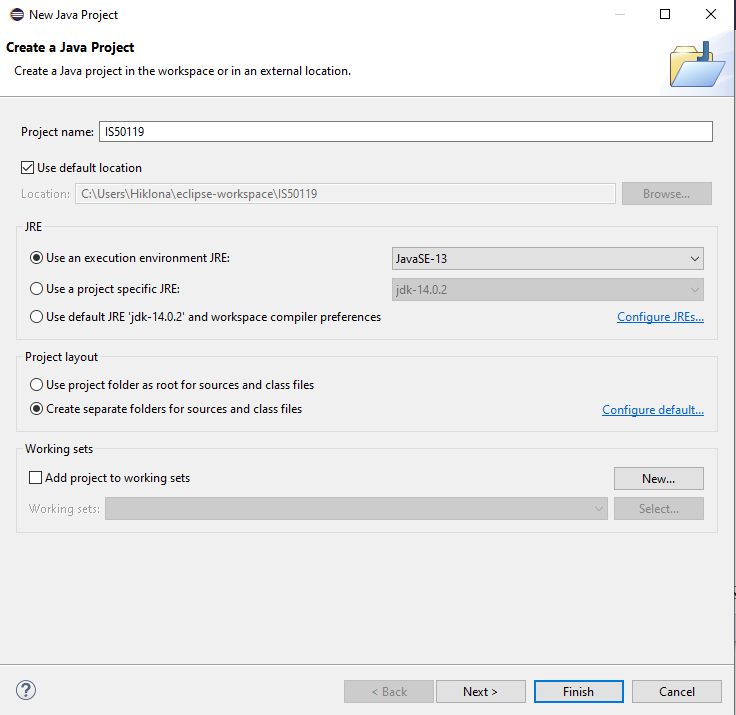 New Java Project
Create a Java Project
Create a Java project in the workspace or in an external location.
Project name: IS50119
Use default location
Location: C:\Users\Hiklona\eclipse-workspace\IS50119 Browse...
JRE
Use an execution environment JRE: JavaSE-13
Use a project specific JRE: jdk-14.0.2
Use default JRE 'jdk-14.0.2' and workspace compiler preferences Configure JREs...
Project layout
Use project folder as root for sources and class files
Create separate folders for sources and class files Configure default...
Working sets
Add project to working sets New...
Working sets: Select...
? < Back Next > Finish Cancel